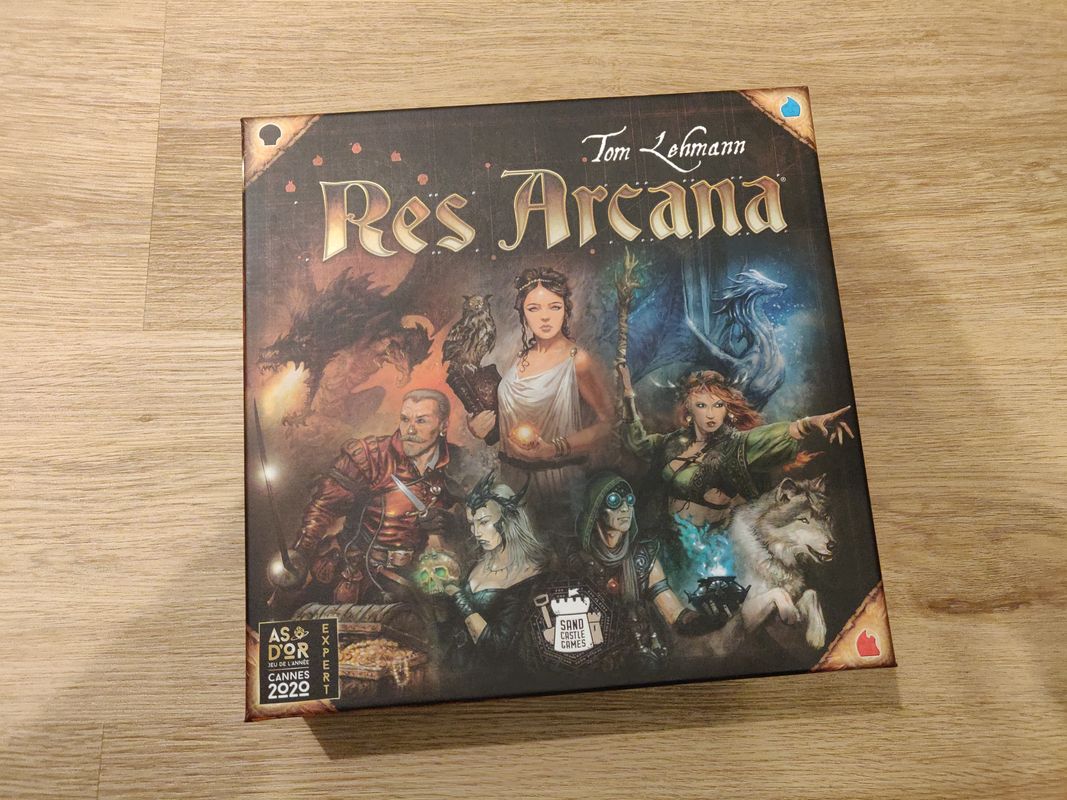 Tom Lehmann
Res Arcana
SAND
CASTLE
GAMES
AS
D'OR
JEU DE L'ANNÉE
CANNES
2020
EXPERT